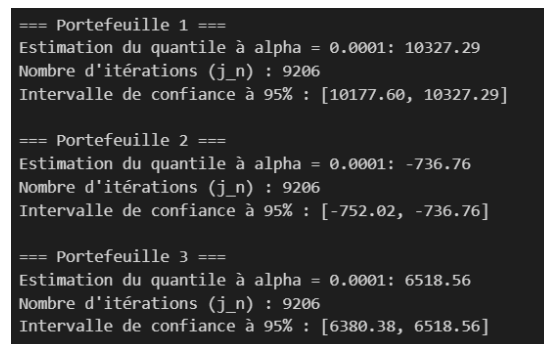 === Portefeuille 1 ===
Estimation du quantile à alpha = 0.0001: 10327.29
Nombre d'itérations (j_n) : 9206
Intervalle de confiance à 95% : [10177.60, 10327.29]
=== Portefeuille 2 ===
Estimation du quantile à alpha = 0.0001: -736.76
Nombre d'itérations (j_n) : 9206
Intervalle de confiance à 95% : [-752.02, -736.76]
=== Portefeuille 3 ===
Estimation du quantile à alpha = 0.0001: 6518.56
Nombre d'itérations (j_n) : 9206
Intervalle de confiance à 95% : [6380.38, 6518.56]